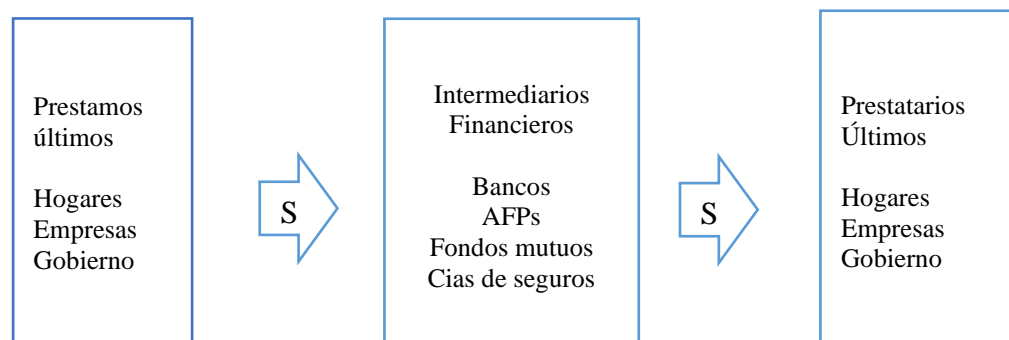 Prestamos
últimos
Hogares
Empresas
Gobierno
S
Intermediarios
Financieros
Bancos
AFPs
Fondos mutuos
Cias de seguros
S
Prestatarios
Últimos
Hogares
Empresas
Gobierno